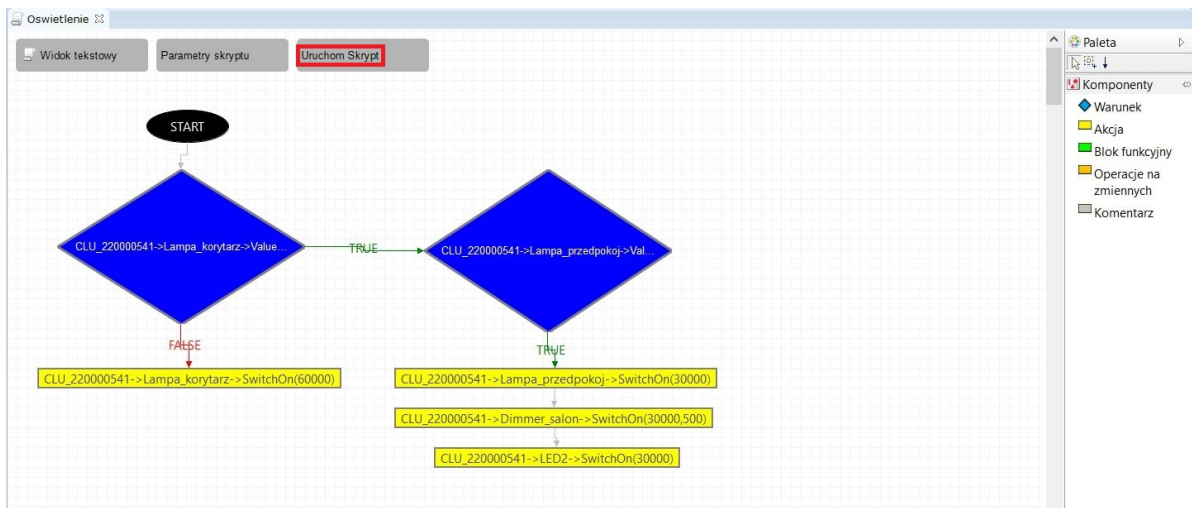 Oswietlenie
Widok tekstowy
Parametry skryptu
Uruchom Skrypt
START
CLU_220000541->Lampa_korytarz->Value...
TRUE
CLU_220000541->Lampa_przedpokoj->Val...
FALSE
TRUE
CLU_220000541->Lampa_korytarz->SwitchOn(60000)
CLU_220000541->Lampa_przedpokoj->SwitchOn(30000)
CLU_220000541->Dimmer_salon->SwitchOn(30000,500)
CLU_220000541->LED2->SwitchOn(30000)
Paleta
Komponenty
Warunek
Akcja
Blok funkcyjny
Operacje na
zmiennych
Komentarz